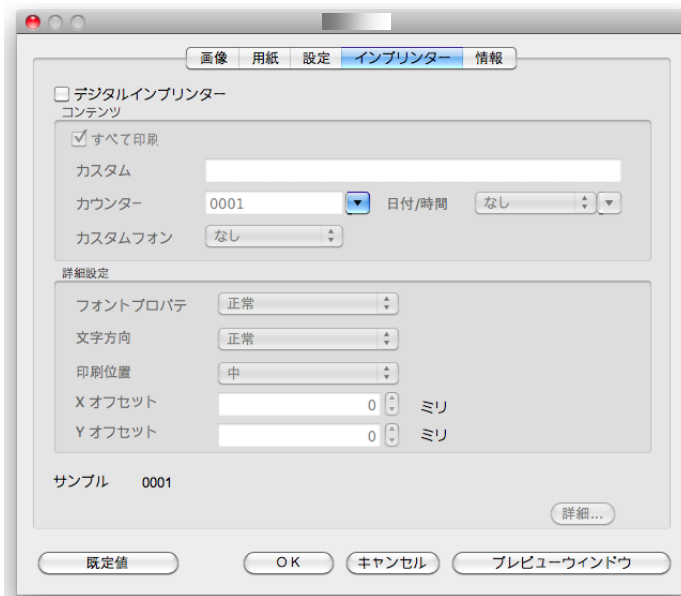 画像 用紙 設定 インプリンター 情報
デジタルインプリンター
コンテンツ
すべて印刷
カスタム
カウンター 0001 日付/時間 なし
カスタムフォン なし
詳細設定
フォントプロパテ 正常
文字方向 正常
印刷位置 中
X オフセット 0 ミリ
Y オフセット 0 ミリ
サンプル 0001
詳細...
既定値 OK キャンセル プレビューウィンドウ